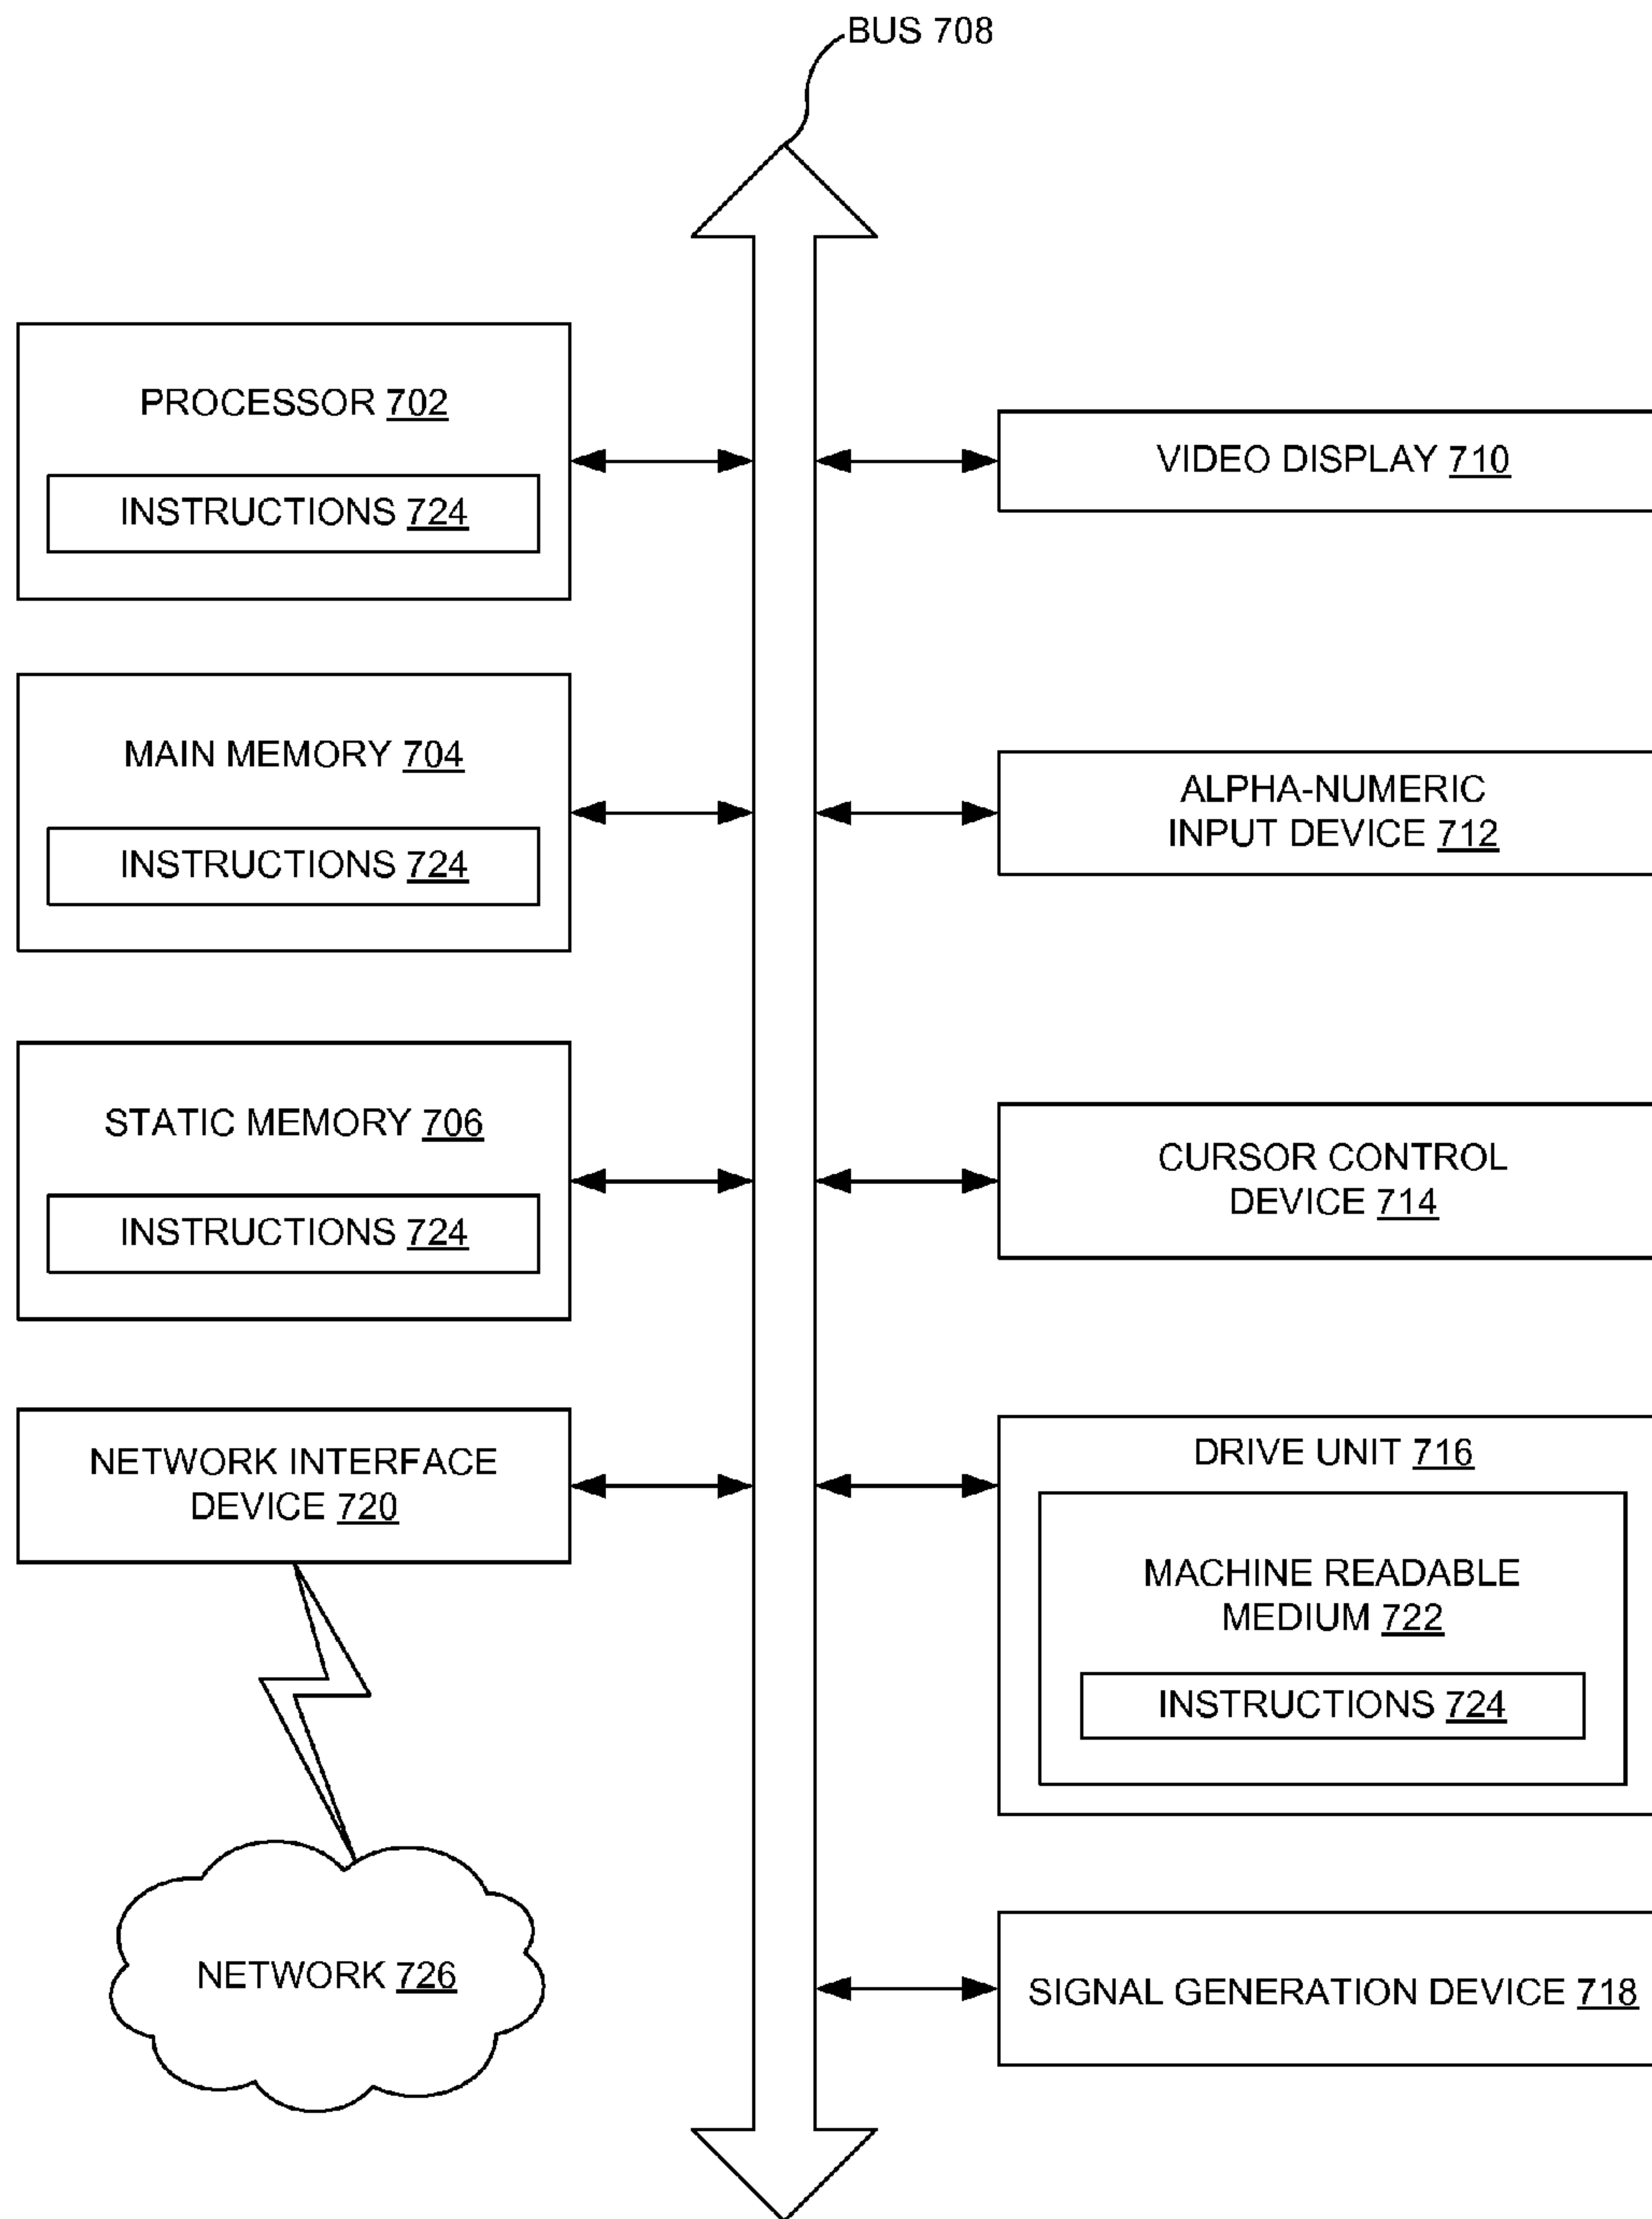 BUS 708
PROCESSOR 702
INSTRUCTIONS 724
MAIN MEMORY 704
INSTRUCTIONS 724
STATIC MEMORY 706
INSTRUCTIONS 724
NETWORK INTERFACE
DEVICE 720
NETWORK 726
VIDEO DISPLAY 710
ALPHA-NUMERIC
INPUT DEVICE 712
CURSOR CONTROL
DEVICE 714
DRIVE UNIT 716
MACHINE READABLE
MEDIUM 722
INSTRUCTIONS 724
SIGNAL GENERATION DEVICE 718